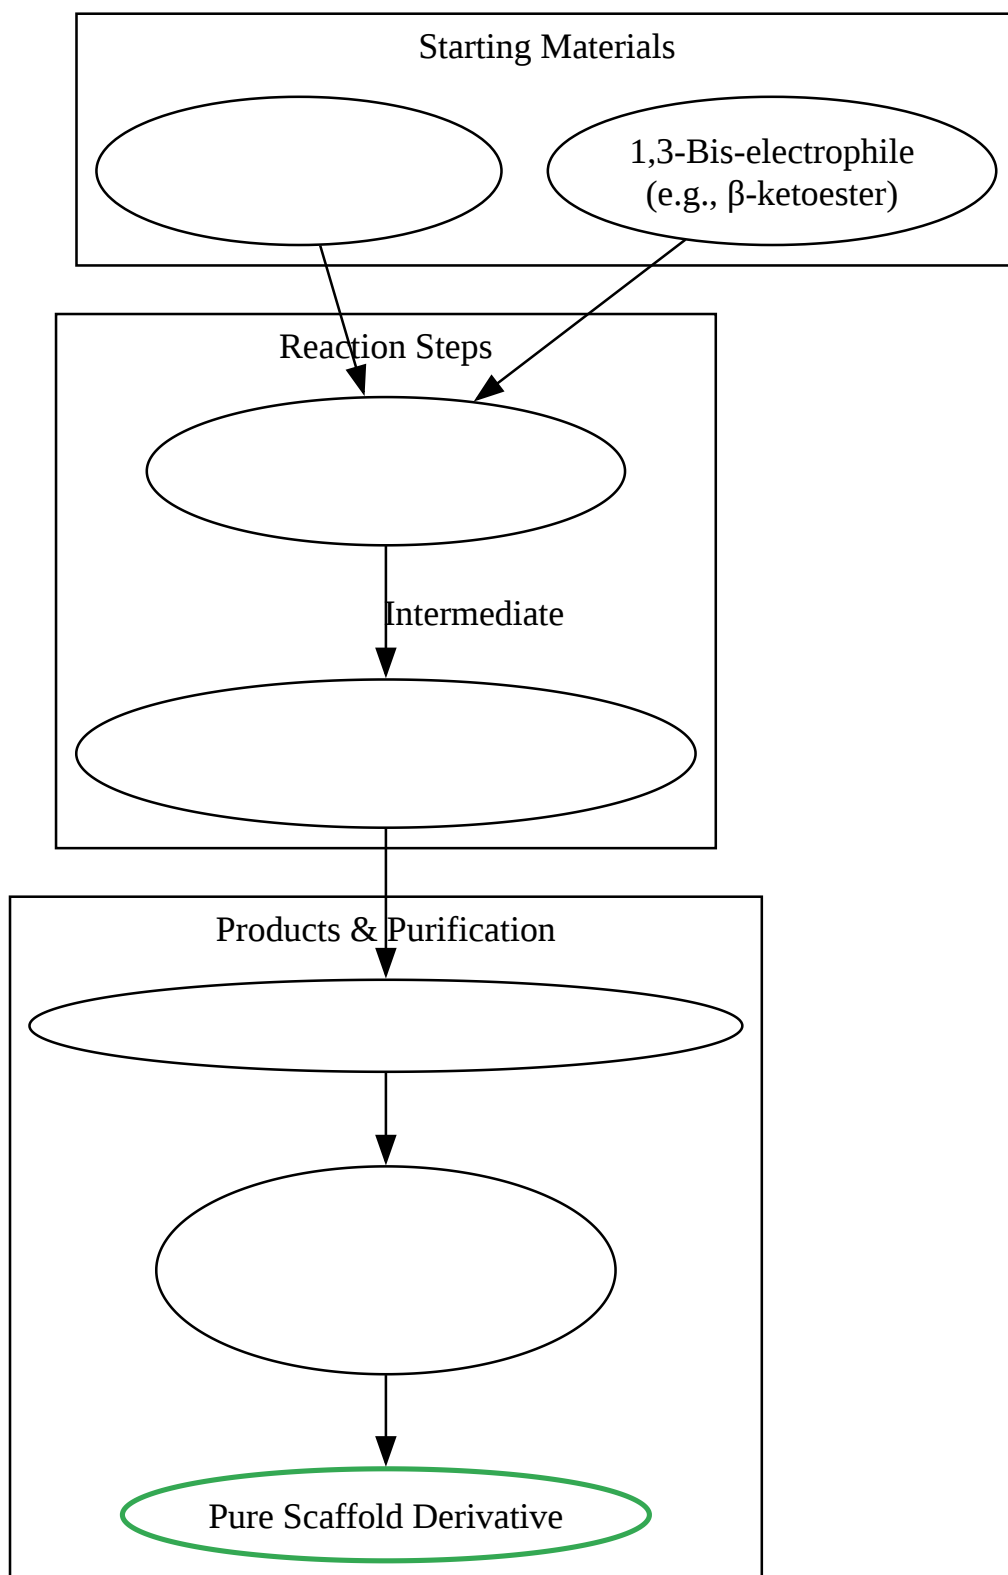 Starting Materials
1,3-Bis-electrophile
(e.g., β-ketoester)
Reaction Steps
Intermediate
Products & Purification
Pure Scaffold Derivative